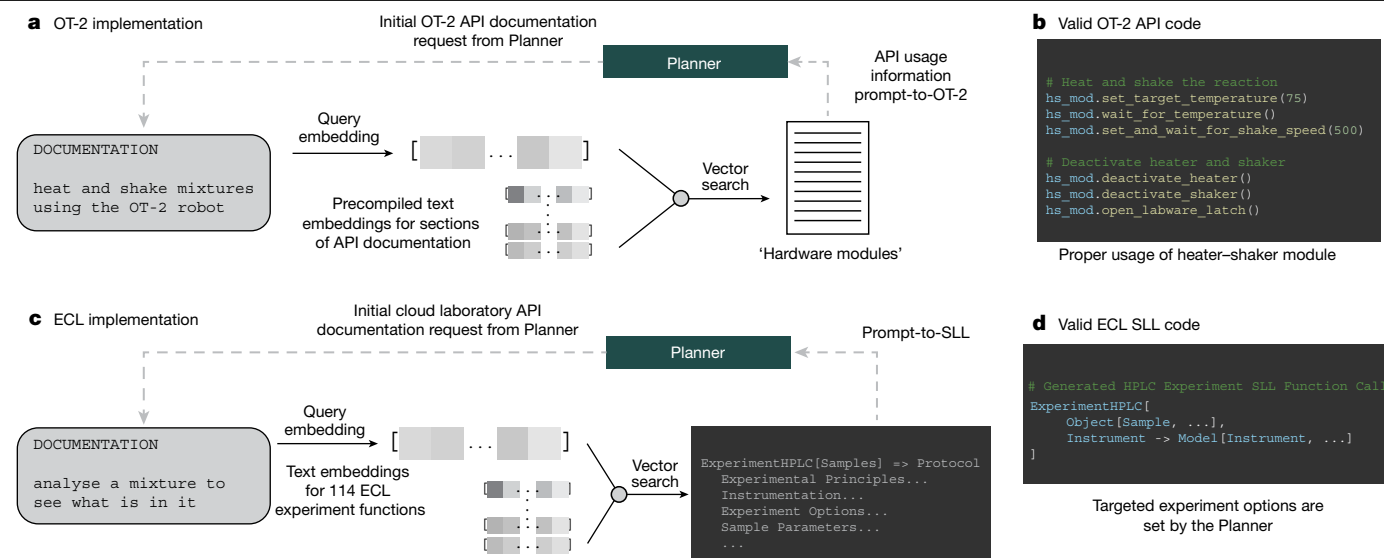 a OT-2 implementation
Initial OT-2 API documentation
request from Planner
Planner
API usage
information
prompt-to-OT-2
DOCUMENTATION
heat and shake mixtures
using the OT-2 robot
Query
embedding
[ ... ]
Precompiled text
embeddings for sections
of API documentation
[ ... ]
[ ... ]
[ ... ]
Vector
search
‘Hardware modules’
b Valid OT-2 API code
# Heat and shake the reaction
hs_mod.set_target_temperature(75)
hs_mod.wait_for_temperature()
hs_mod.set_and_wait_for_shake_speed(500)
# Deactivate heater and shaker
hs_mod.deactivate_heater()
hs_mod.deactivate_shaker()
hs_mod.open_labware_latch()
Proper usage of heater–shaker module
c ECL implementation
Initial cloud laboratory API
documentation request from Planner
Planner
Prompt-to-SLL
DOCUMENTATION
analyse a mixture to
see what is in it
Query
embedding
[ ... ]
Text embeddings
for 114 ECL
experiment functions
[ ... ]
[ ... ]
[ ... ]
Vector
search
ExperimentHPLC[Samples] => Protocol
Experimental Principles...
Instrumentation...
Experiment Options...
Sample Parameters...
...
d Valid ECL SLL code
# Generated HPLC Experiment SLL Function Call
ExperimentHPLC[
Object[Sample, ...],
Instrument -> Model[Instrument, ...]
]
Targeted experiment options are
set by the Planner